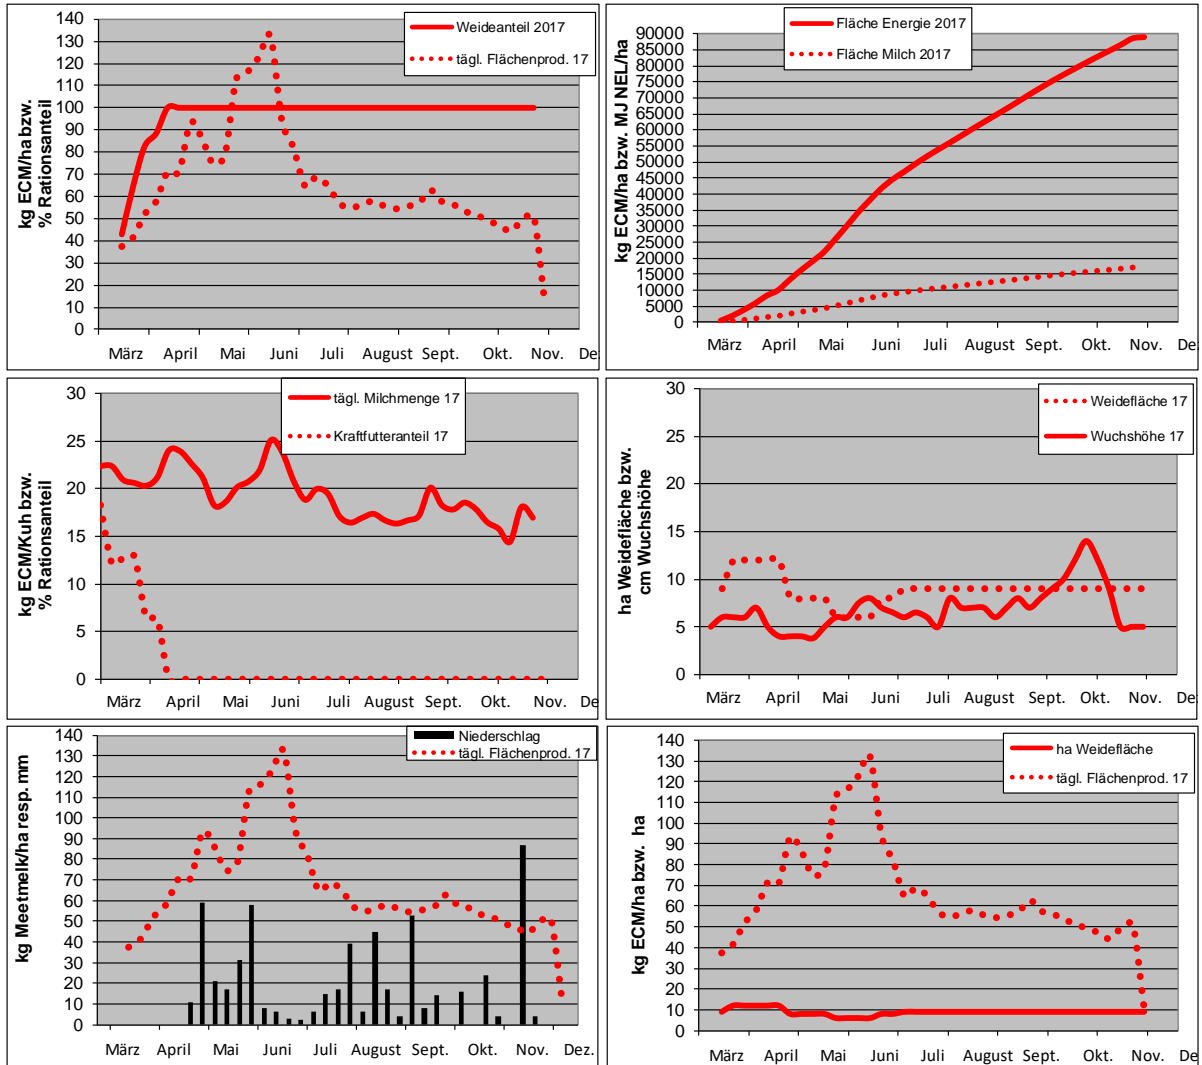 kg ECM/ha bzw.
% Rationsanteil
140
130
120
110
100
90
80
70
60
50
40
30
20
10
0
Weideanteil 2017
tägl. Flächenprod. 17
März April Mai Juni Juli August Sept. Okt. Nov. Dez
kg ECM/ha bzw. MJ NEL/ha
90000
85000
80000
75000
70000
65000
60000
55000
50000
45000
40000
35000
30000
25000
20000
15000
10000
5000
0
Fläche Energie 2017
Fläche Milch 2017
März April Mai Juni Juli August Sept. Okt. Nov. Dez
kg ECM/Kuh bzw.
% Rationsanteil
30
25
20
15
10
5
0
tägl. Milchmenge 17
Kraftfutteranteil 17
März April Mai Juni Juli August Sept. Okt. Nov. Dez
ha Weidefläche bzw.
cm Wuchshöhe
30
25
20
15
10
5
0
Weidefläche 17
Wuchshöhe 17
März April Mai Juni Juli August Sept. Okt. Nov. Dez
kg Meetmelk/ha resp. mm
140
130
120
110
100
90
80
70
60
50
40
30
20
10
0
Niederschlag
tägl. Flächenprod. 17
März April Mai Juni Juli August Sept. Okt. Nov. Dez.
kg ECM/ha bzw. ha
140
130
120
110
100
90
80
70
60
50
40
30
20
10
0
ha Weidefläche
tägl. Flächenprod. 17
März April Mai Juni Juli August Sept. Okt. Nov. Dez